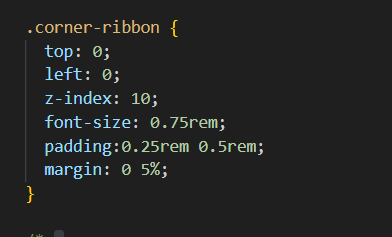 .corner-ribbon {
top: 0;
left: 0;
z-index: 10;
font-size: 0.75rem;
padding:0.25rem 0.5rem;
margin: 0 5%;
}